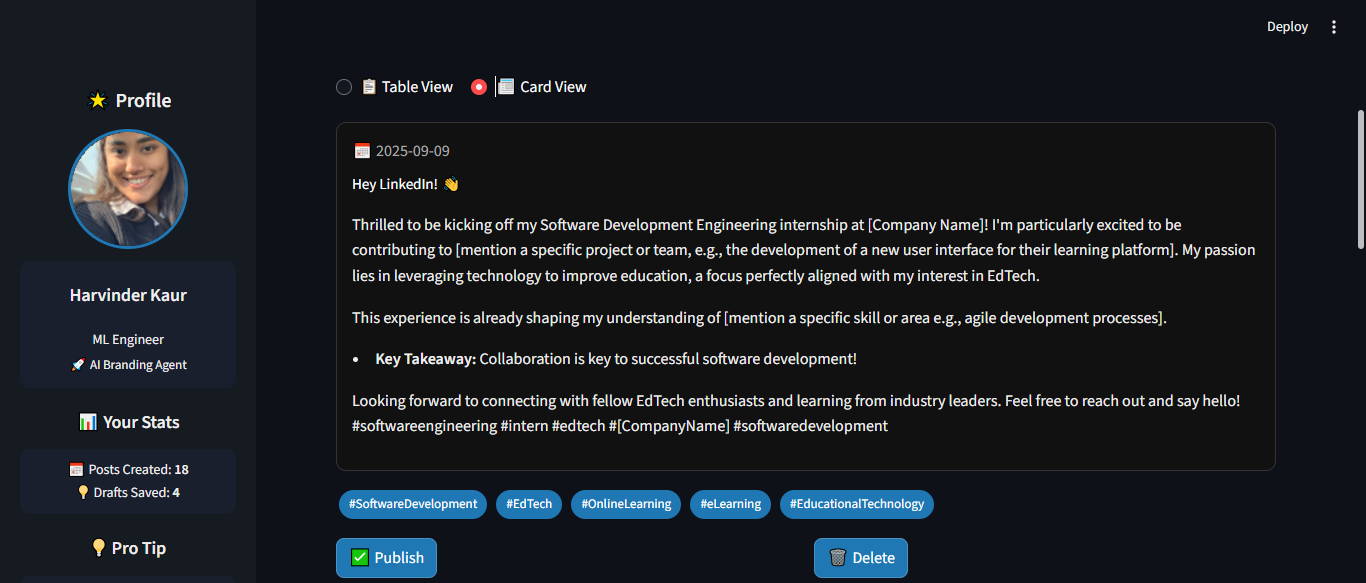 Deploy
Profile
Harvinder Kaur
ML Engineer
🚀 AI Branding Agent
📊 Your Stats
📅 Posts Created: 18
💡 Drafts Saved: 4
💡 Pro Tip
Table View
Card View
📅 2025-09-09
Hey LinkedIn! 👋
Thrilled to be kicking off my Software Development Engineering internship at [Company Name]! I'm particularly excited to be
contributing to [mention a specific project or team, e.g., the development of a new user interface for their learning platform]. My passion
lies in leveraging technology to improve education, a focus perfectly aligned with my interest in EdTech.
This experience is already shaping my understanding of [mention a specific skill or area e.g., agile development processes].
• Key Takeaway: Collaboration is key to successful software development!
Looking forward to connecting with fellow EdTech enthusiasts and learning from industry leaders. Feel free to reach out and say hello!
#softwareengineering #intern #edtech #[CompanyName] #softwaredevelopment
#SoftwareDevelopment #EdTech #OnlineLearning #eLearning #EducationalTechnology
✅ Publish
🗑️ Delete